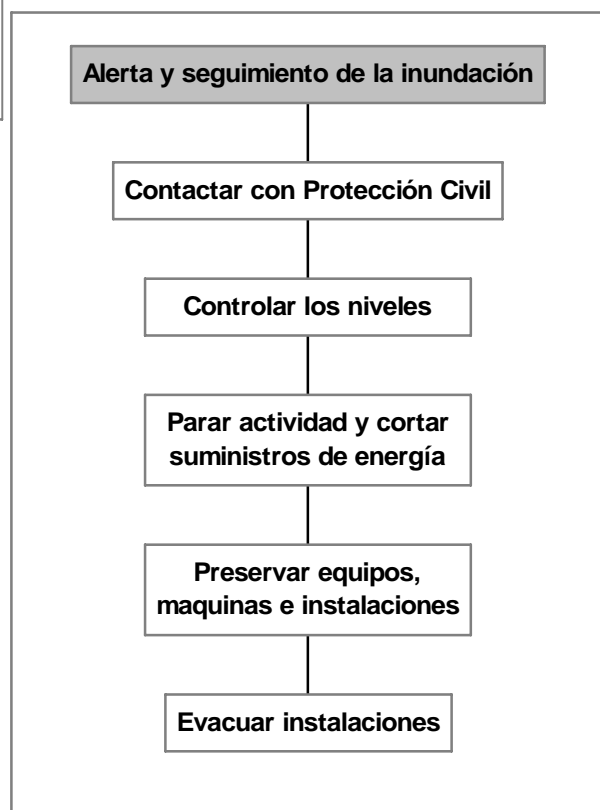 Alerta y seguimiento de la inundación
Contactar con Protección Civil
Controlar los niveles
Parar actividad y cortar
suministros de energía
Preservar equipos,
maquinas e instalaciones
Evacuar instalaciones